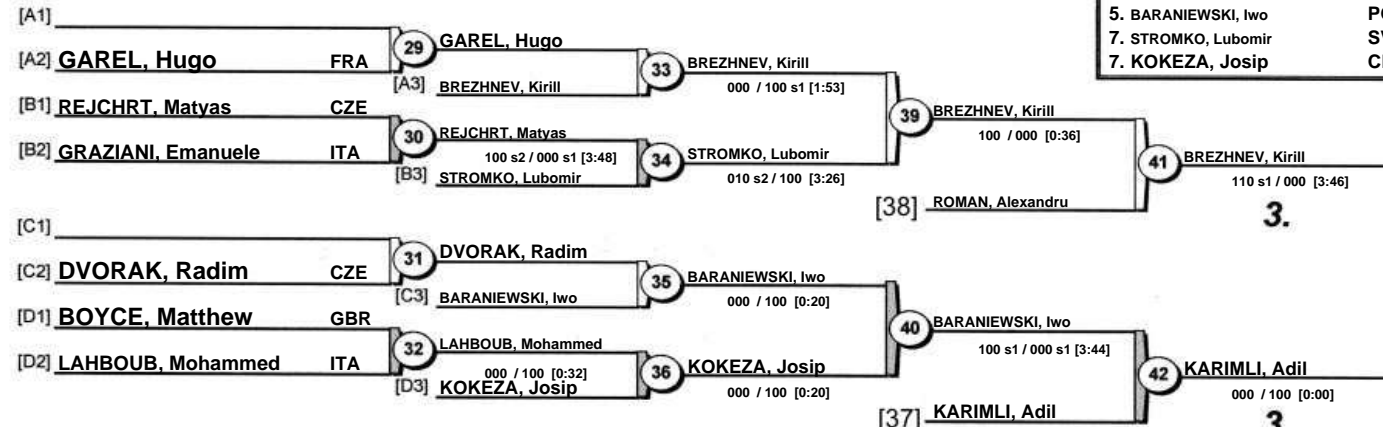 [A1]
[A2] GAREL, Hugo FRA
[B1] REJCHRT, Matyas CZE
[B2] GRAZIANI, Emanuele ITA
[C1]
[C2] DVORAK, Radim CZE
[D1] BOYCE, Matthew GBR
[D2] LAHBOUB, Mohammed ITA
29
GAREL, Hugo
[A3] BREZHNEV, Kirill
30
REJCHRT, Matyas
100 s2 / 000 s1 [3:48]
[B3] STROMKO, Lubomir
31
DVORAK, Radim
[C3] BARANIEWSKI, Iwo
32
LAHBOUB, Mohammed
000 / 100 [0:32]
[D3] KOKEZA, Josip
33
BREZHNEV, Kirill
000 / 100 s1 [1:53]
34
STROMKO, Lubomir
010 s2 / 100 [3:26]
35
BARANIEWSKI, Iwo
000 / 100 [0:20]
36
KOKEZA, Josip
000 / 100 [0:20]
39
BREZHNEV, Kirill
100 / 000 [0:36]
[38] ROMAN, Alexandru
40
BARANIEWSKI, Iwo
100 s1 / 000 s1 [3:44]
[37] KARIMLI, Adil
41
BREZHNEV, Kirill
110 s1 / 000 [3:46]
3.
42
KARIMLI, Adil
000 / 100 [0:00]
3
5. BARANIEWSKI, Iwo
7. STROMKO, Lubomir
7. KOKEZA, Josip